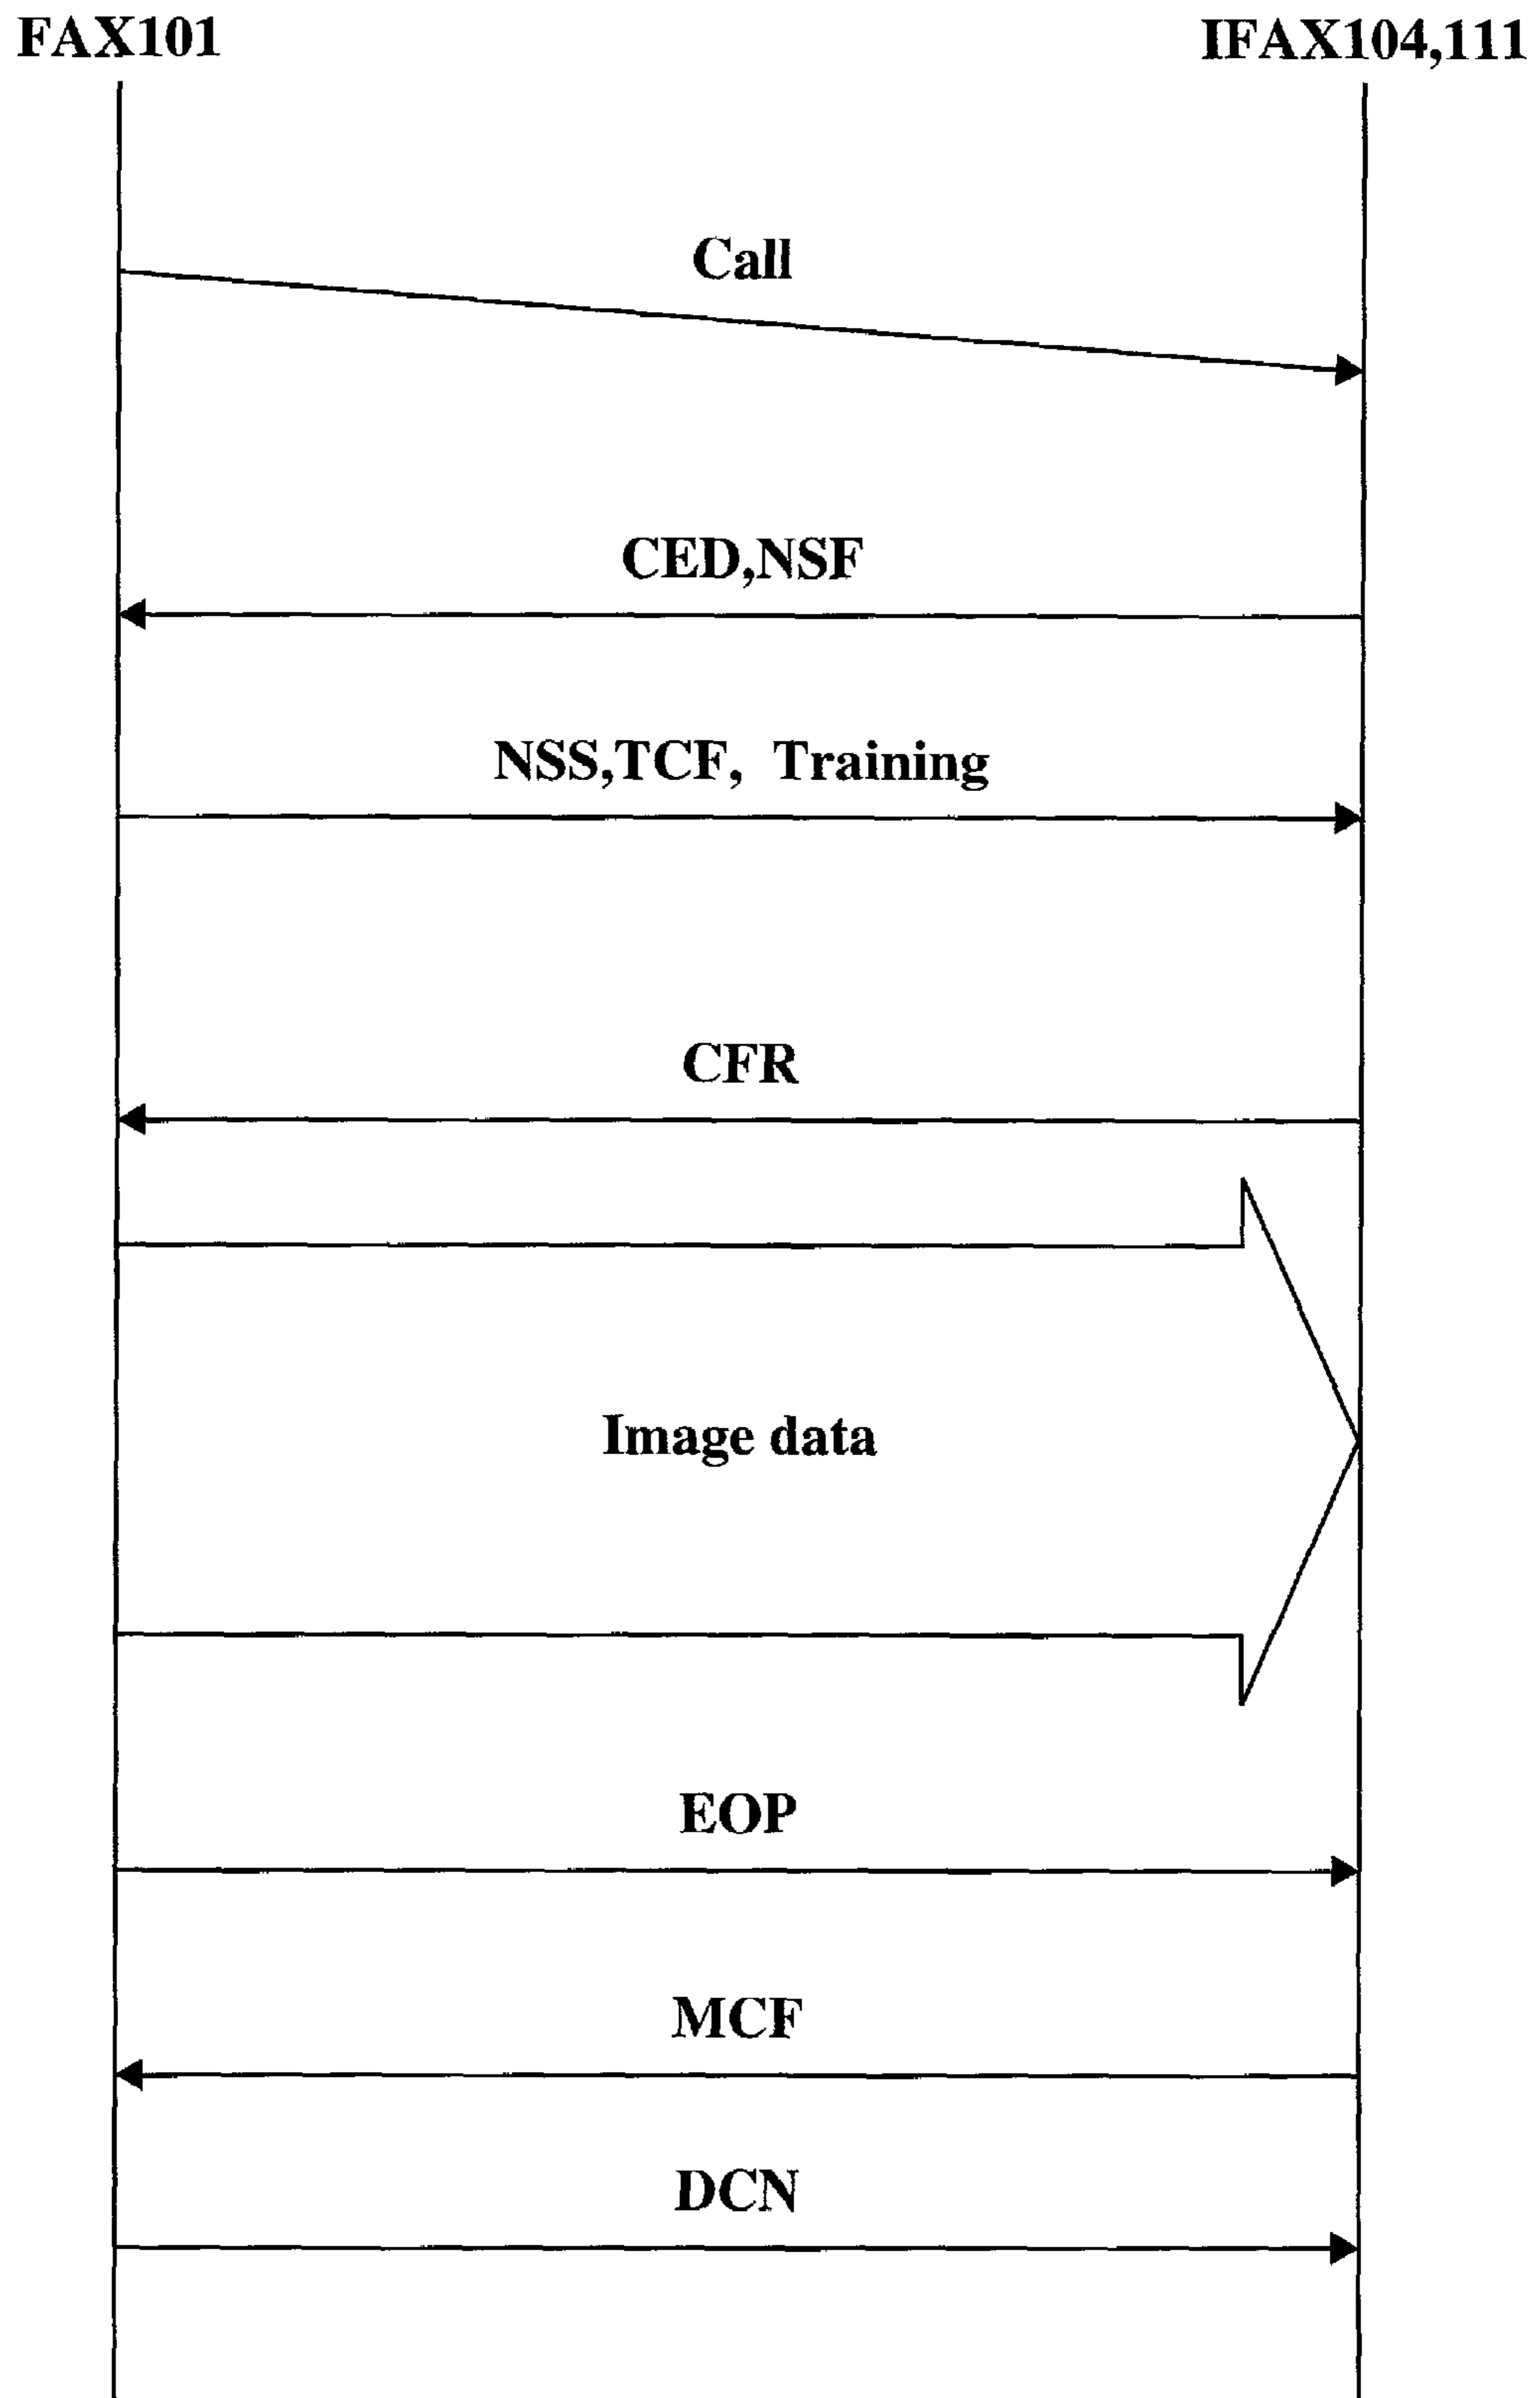 FAX101 IFAX104,111
Call
CED,NSF
NSS,TCF, Training
CFR
Image data
EOP
MCF
DCN